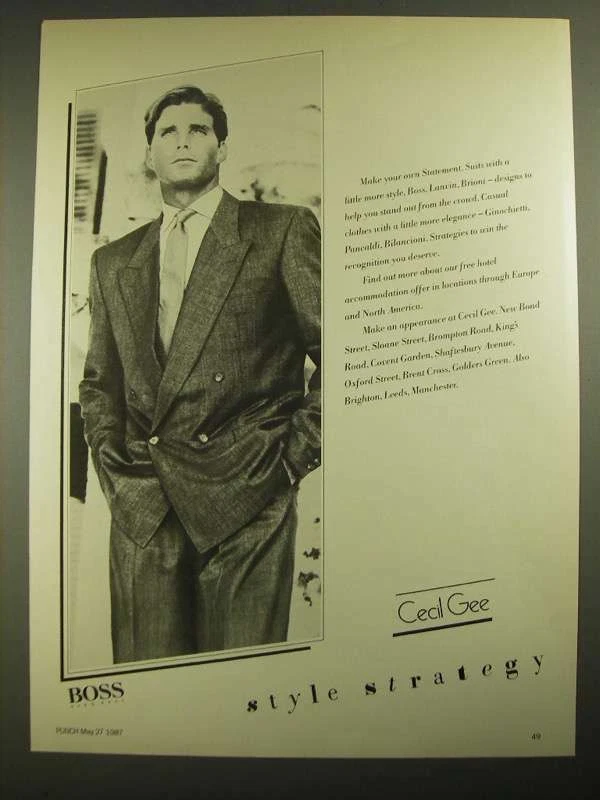 Make your own Statement. Suits with a
little more style. Boss, Lancin, Brioni – designs to
help you stand out from the crowd. Casual
clothes with a little more elegance – Ginochietti,
Pancaldi, Bilancioni. Strategies to win the
recognition you deserve.
Find out more about our free hotel
accommodation offer in locations through Europe
and North America.
Make an appearance at Cecil Gee. New Bond
Street, Sloane Street, Brompton Road, King's
Road, Covent Garden, Shaftesbury Avenue,
Oxford Street, Brent Cross, Golders Green. Also
Brighton, Leeds, Manchester.
Cecil Gee
BOSS
HUGO BOSS
style strategy
PUNCH May 27 1987
49